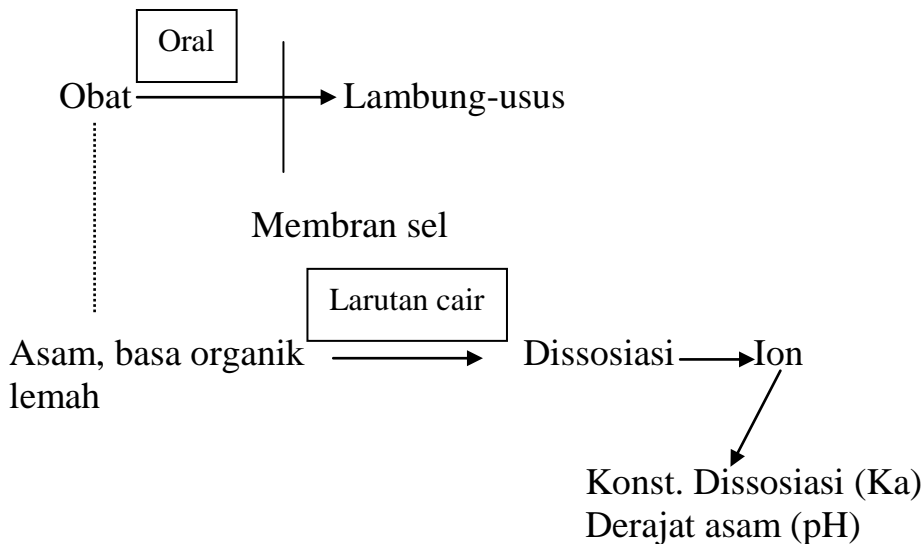 Oral
Obat
Lambung-usus
Membran sel
Larutan cair
Asam, basa organik
lemah
Dissosiasi
Ion
Konst. Dissosiasi (Ka)
Derajat asam (pH)